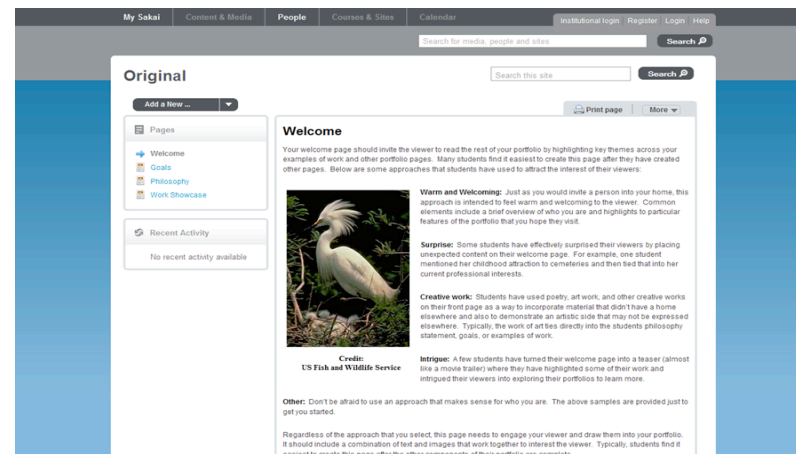 My Sakai Content & Media People Courses & Sites Calendar
Institutional login Register Login Help
Search for media, people and sites Search
Original
Search this site Search
Add a New ...
Print page More
Pages
Welcome
Goals
Philosophy
Work Showcase
Recent Activity
No recent activity available
Welcome
Your welcome page should invite the viewer to read the rest of your portfolio by highlighting key themes across your
examples of work and other portfolio pages. Many students find it easiest to create this page after they have created
other pages. Below are some approaches that students have used to attract the interest of their viewers:
Warm and Welcoming: Just as you would invite a person into your home, this
approach is intended to feel warm and welcoming to the viewer. Common
elements include a brief overview of who you are and highlights to particular
features of the portfolio that you hope they visit.
Surprise: Some students have effectively surprised their viewers by placing
unexpected content on their welcome page. For example, one student
mentioned her childhood attraction to cemeteries and then tied that into her
current professional interests.
Creative work: Students have used poetry, art work, and other creative works
on their front page as a way to incorporate material that didn't have a home
elsewhere and also to demonstrate an artistic side that may not be expressed
elsewhere. Typically, the work of art ties directly into the students philosophy
statement, goals, or examples of work.
Credit:
US Fish and Wildlife Service
Intrigue: A few students have turned their welcome page into a teaser (almost
like a movie trailer) where they have highlighted some of their work and
intrigued their viewers into exploring their portfolios to learn more.
Other: Don't be afraid to use an approach that makes sense for who you are. The above samples are provided just to
get you started.
Regardless of the approach that you select, this page needs to engage your viewer and draw them into your portfolio.
It should include a combination of text and images that work together to interest the viewer. Typically, students find it
easiest to create this page after the other components of their portfolio are complete.